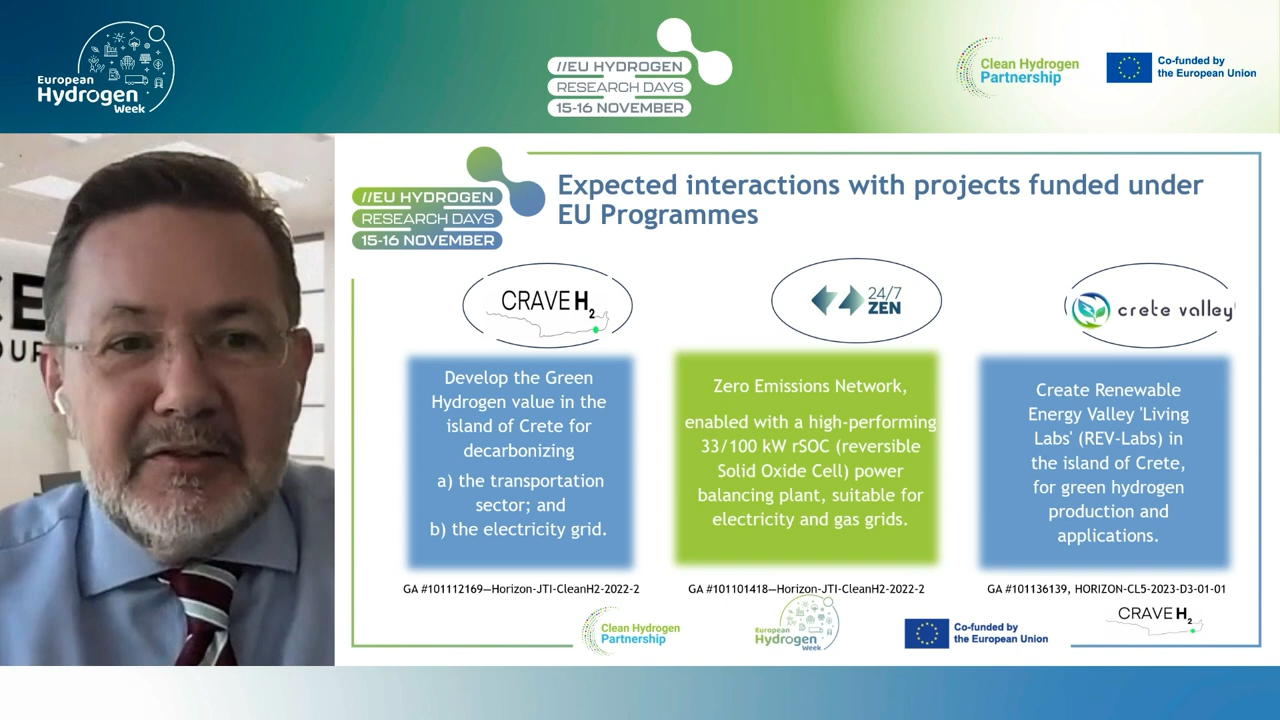 European
Hydrogen
Week
//EU HYDROGEN
RESEARCH DAYS
15-16 NOVEMBER
Clean Hydrogen
Partnership
Co-funded by
the European Union
//EU HYDROGEN
RESEARCH DAYS
15-16 NOVEMBER
Expected interactions with projects funded under
EU Programmes
CRAVE H2
24/7
ZEN
crete valley
Develop the Green
Hydrogen value in the
island of Crete for
decarbonizing
a) the transportation
sector; and
b) the electricity grid.
Zero Emissions Network,
enabled with a high-performing
33/100 kW rSOC (reversible
Solid Oxide Cell) power
balancing plant, suitable for
electricity and gas grids.
Create Renewable
Energy Valley 'Living
Labs' (REV-Labs) in
the island of Crete,
for green hydrogen
production and
applications.
GA #101112169—Horizon-JTI-CleanH2-2022-2
GA #101101418—Horizon-JTI-CleanH2-2022-2
GA #101136139, HORIZON-CL5-2023-D3-01-01
Clean Hydrogen
Partnership
European
Hydrogen
Week
Co-funded by
the European Union
CRAVE H2